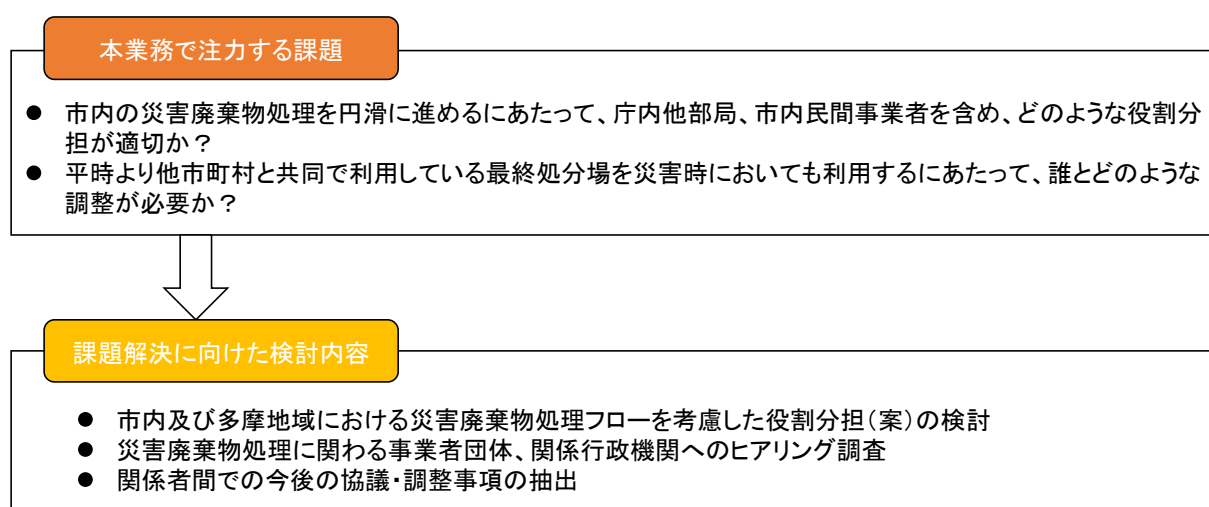 本業務で注力する課題
● 市内の災害廃棄物処理を円滑に進めるにあたって、庁内他部局、市内民間事業者を含め、どのような役割分
担が適切か？
● 平時より他市町村と共同で利用している最終処分場を災害時においても利用するにあたって、誰とどのような
調整が必要か？
課題解決に向けた検討内容
● 市内及び多摩地域における災害廃棄物処理フローを考慮した役割分担（案）の検討
● 災害廃棄物処理に関わる事業者団体、関係行政機関へのヒアリング調査
● 関係者間での今後の協議・調整事項の抽出